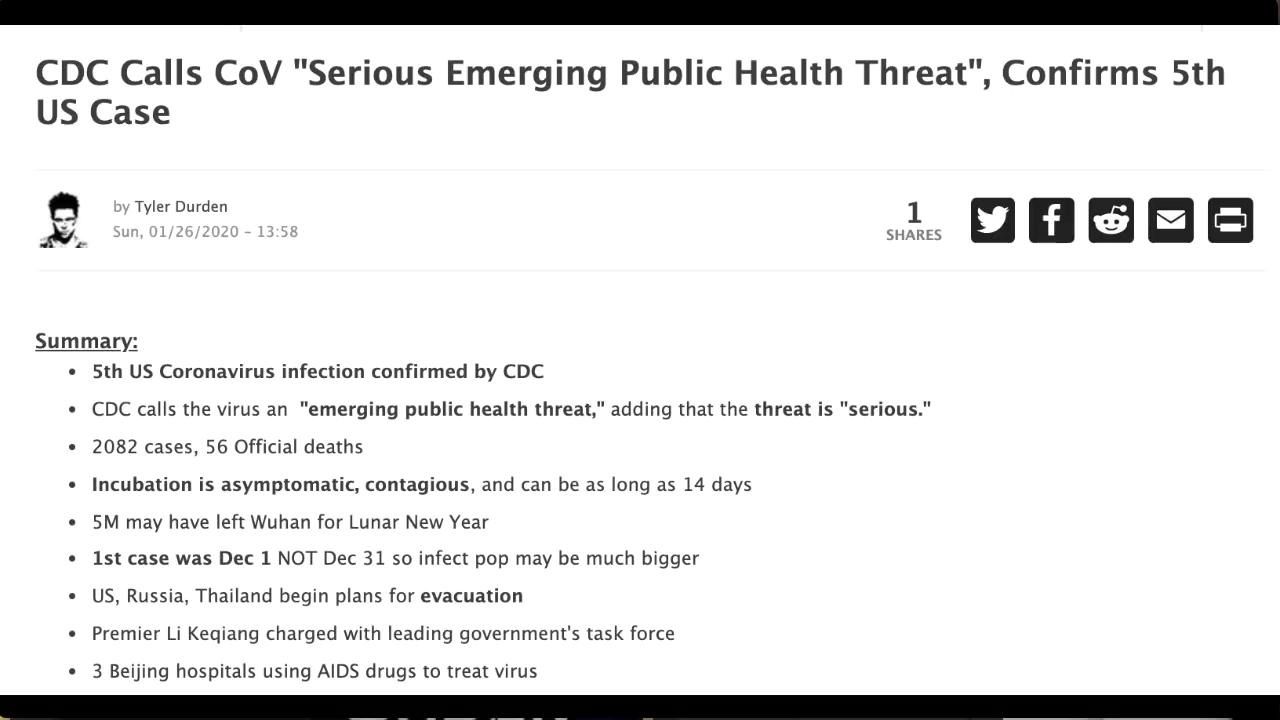 CDC Calls CoV "Serious Emerging Public Health Threat", Confirms 5th
US Case
by Tyler Durden
Sun, 01/26/2020 - 13:58
1
SHARES
Summary:
• 5th US Coronavirus infection confirmed by CDC
• CDC calls the virus an "emerging public health threat," adding that the threat is "serious."
• 2082 cases, 56 Official deaths
• Incubation is asymptomatic, contagious, and can be as long as 14 days
• 5M may have left Wuhan for Lunar New Year
• 1st case was Dec 1 NOT Dec 31 so infect pop may be much bigger
• US, Russia, Thailand begin plans for evacuation
• Premier Li Keqiang charged with leading government's task force
• 3 Beijing hospitals using AIDS drugs to treat virus